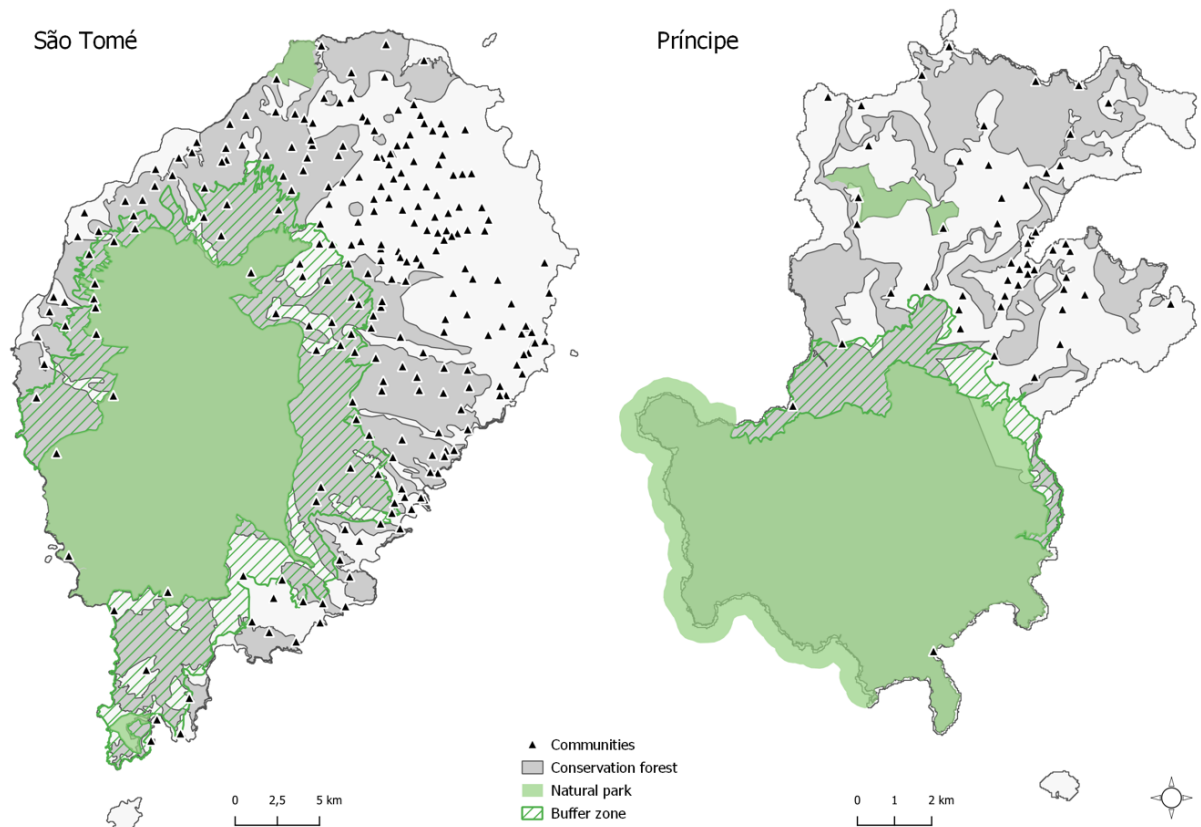 São Tomé
Príncipe
Communities
Conservation forest
Natural park
Buffer zone
0 2,5 5 km
0 1 2 km